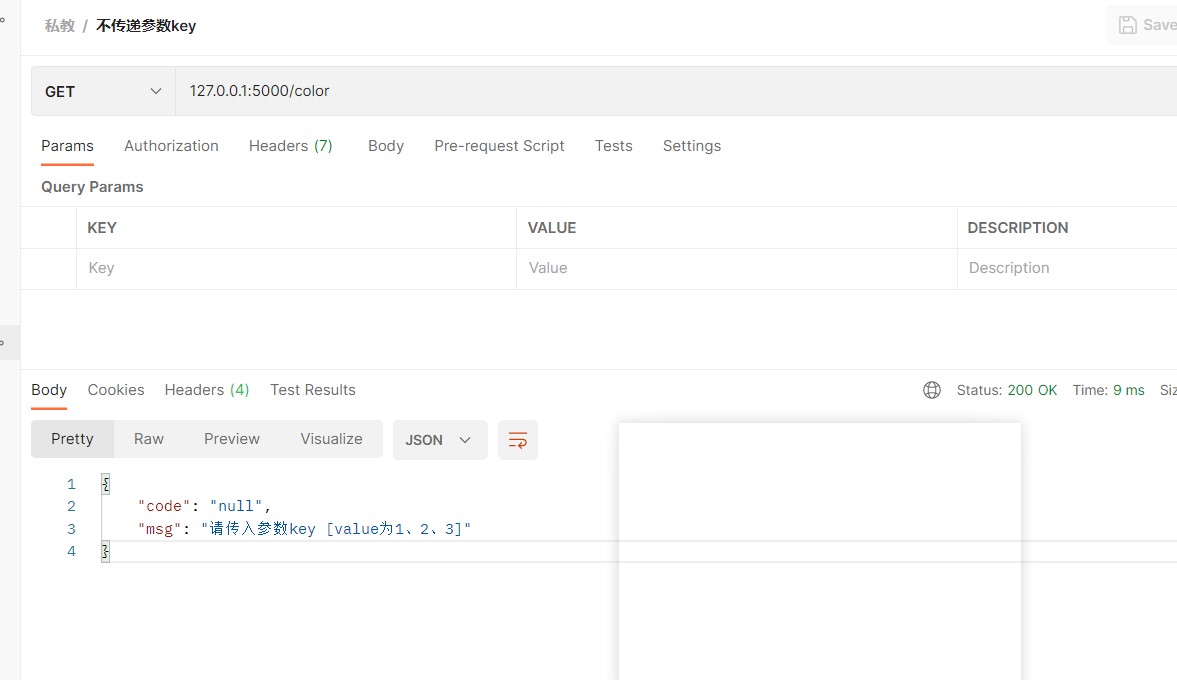 私教 / 不传递参数key
Save
GET 127.0.0.1:5000/color
Params Authorization Headers (7) Body Pre-request Script Tests Settings
Query Params
KEY VALUE DESCRIPTION
Key Value Description
Body Cookies Headers (4) Test Results Status: 200 OK Time: 9 ms
Pretty Raw Preview Visualize JSON
1 {
2 "code": "null",
3 "msg": "请传入参数key [value为1、2、3]"
4 }